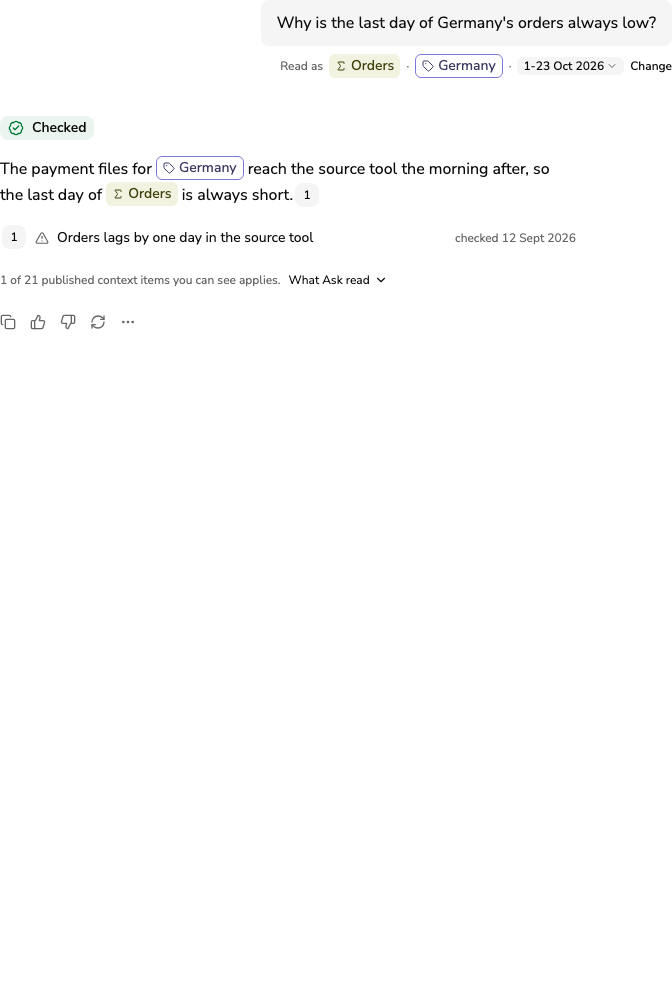 Why is the last day of Germany's orders always low?
Read as Σ Orders · Germany · 1-23 Oct 2026 Change
Checked
The payment files for Germany reach the source tool the morning after, so
the last day of Σ Orders is always short. 1
1 Orders lags by one day in the source tool checked 12 Sept 2026
1 of 21 published context items you can see applies. What Ask read